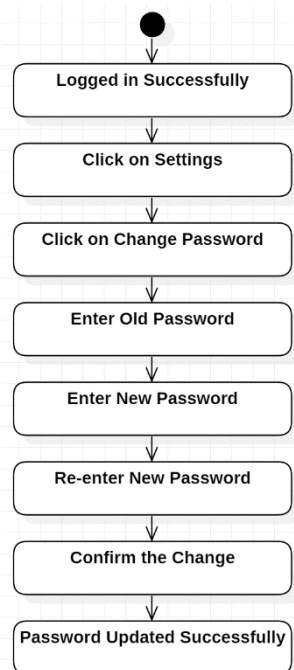 Logged in Successfully
Click on Settings
Click on Change Password
Enter Old Password
Enter New Password
Re-enter New Password
Confirm the Change
Password Updated Successfully